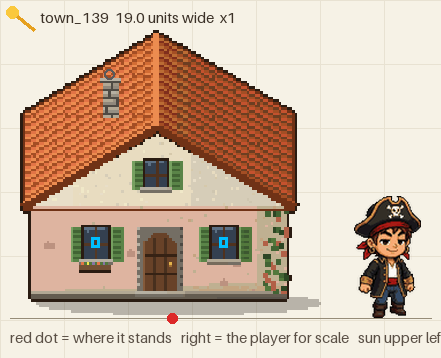 town_139 19.0 units wide x1
red dot = where it stands right = the player for scale sun upper lef